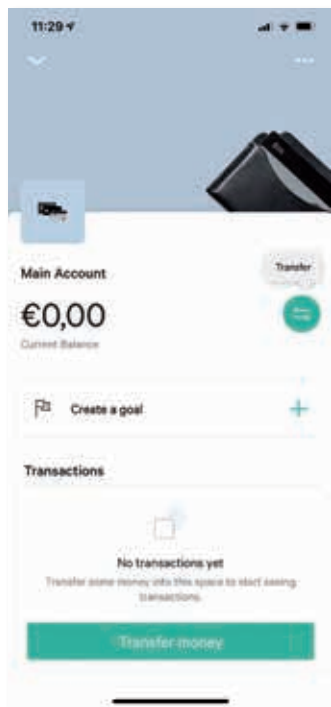 11:29
Transfer
Main Account
€0,00
Current Balance
Create a goal
Transactions
No transactions yet
Transfer some money into this space to start seeing
transactions.
Transfer money